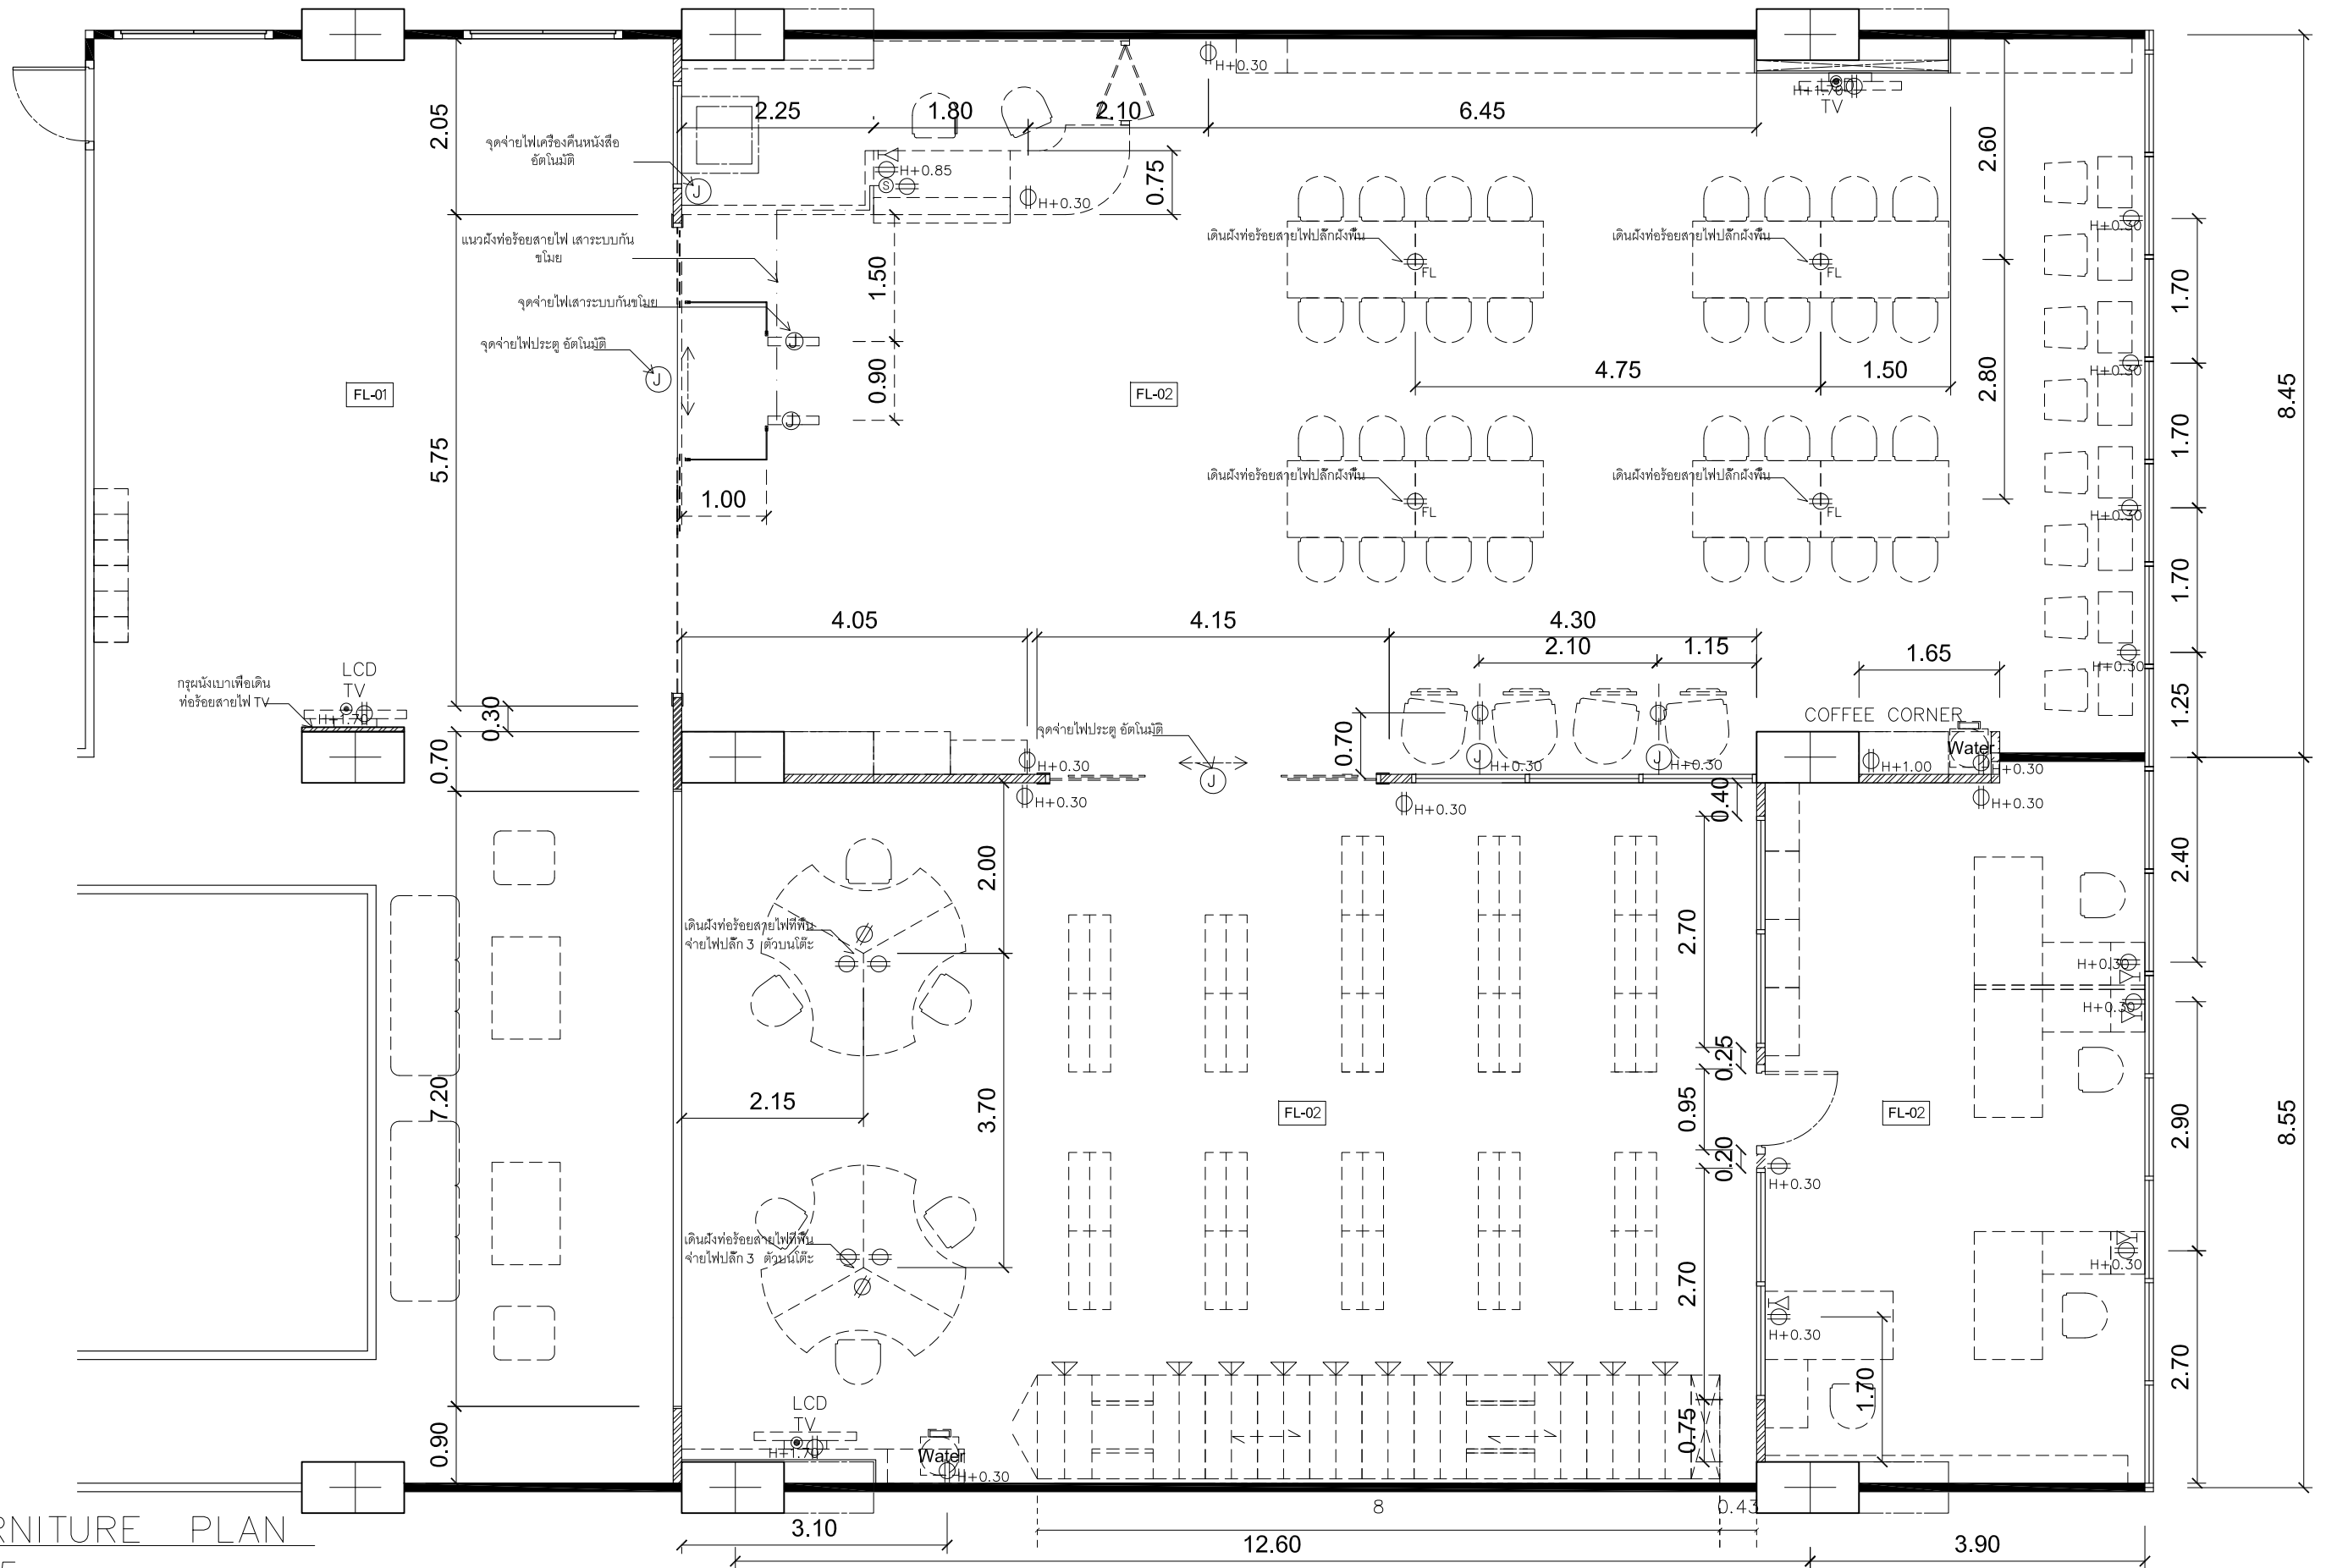 2.25
1.80
2.10
6.45
H+0.30
H+1.70
TV
2.05
จุดจ่ายไฟเครื่องคืนหนังสือ
อัตโนมัติ
J
H+0.85
S
H+0.30
0.75
2.60
H+0.30
แนวฝังท่อร้อยสายไฟ เสาระบบกัน
ขโมย
เดินฝังท่อร้อยสายไฟปลั๊กฝังพื้น
FL
เดินฝังท่อร้อยสายไฟปลั๊กฝังพื้น
FL
1.50
1.70
จุดจ่ายไฟเสาระบบกันขโมย
J
จุดจ่ายไฟประตู อัตโนมัติ
J
0.90
J
4.75
1.50
2.80
H+0.30
8.45
FL-01
FL-02
1.70
5.75
เดินฝังท่อร้อยสายไฟปลั๊กฝังพื้น
FL
เดินฝังท่อร้อยสายไฟปลั๊กฝังพื้น
FL
1.00
H+0.30
1.70
4.05
4.15
4.30
2.10
1.15
1.65
H+0.30
1.25
LCD
TV
H+1.70
กรุผนังเบาเพื่อเดิน
ท่อร้อยสายไฟ TV
0.30
0.70
จุดจ่ายไฟประตู อัตโนมัติ
J
0.70
J
H+0.30
J
H+0.30
COFFEE CORNER
Water
H+1.00
H+0.30
H+0.30
H+0.30
H+0.30
H+0.30
0.40
2.00
2.70
2.40
เดินฝังท่อร้อยสายไฟที่พื้น
จ่ายไฟปลั๊ก 3 ตัวบนโต๊ะ
H+0.30
H+0.30
0.25
7.20
2.15
3.70
0.95
FL-02
FL-02
2.90
8.55
0.20
H+0.30
เดินฝังท่อร้อยสายไฟที่พื้น
จ่ายไฟปลั๊ก 3 ตัวบนโต๊ะ
2.70
H+0.30
H+0.30
1.70
2.70
LCD
TV
H+1.70
Water
H+0.30
0.75
0.90
8
0.43
RNITURE PLAN
3.10
12.60
3.90